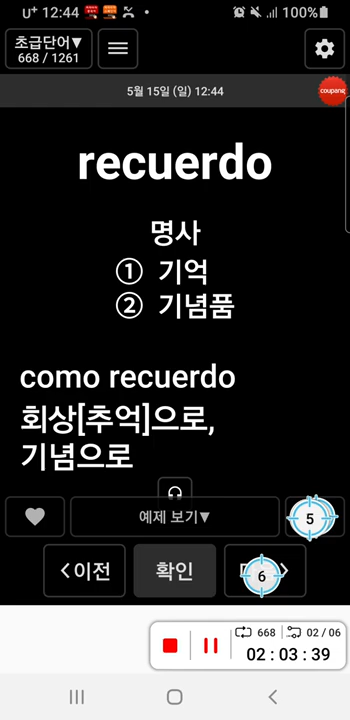 U+ 12:44 100%
초급단어▼
668 / 1261
5월 15일 (일) 12:44
coupang
recuerdo
명사
① 기억
② 기념품
como recuerdo
회상[추억]으로,
기념으로
예제 보기▼
5
<이전
확인
6
668 02 / 06
02 : 03 : 39